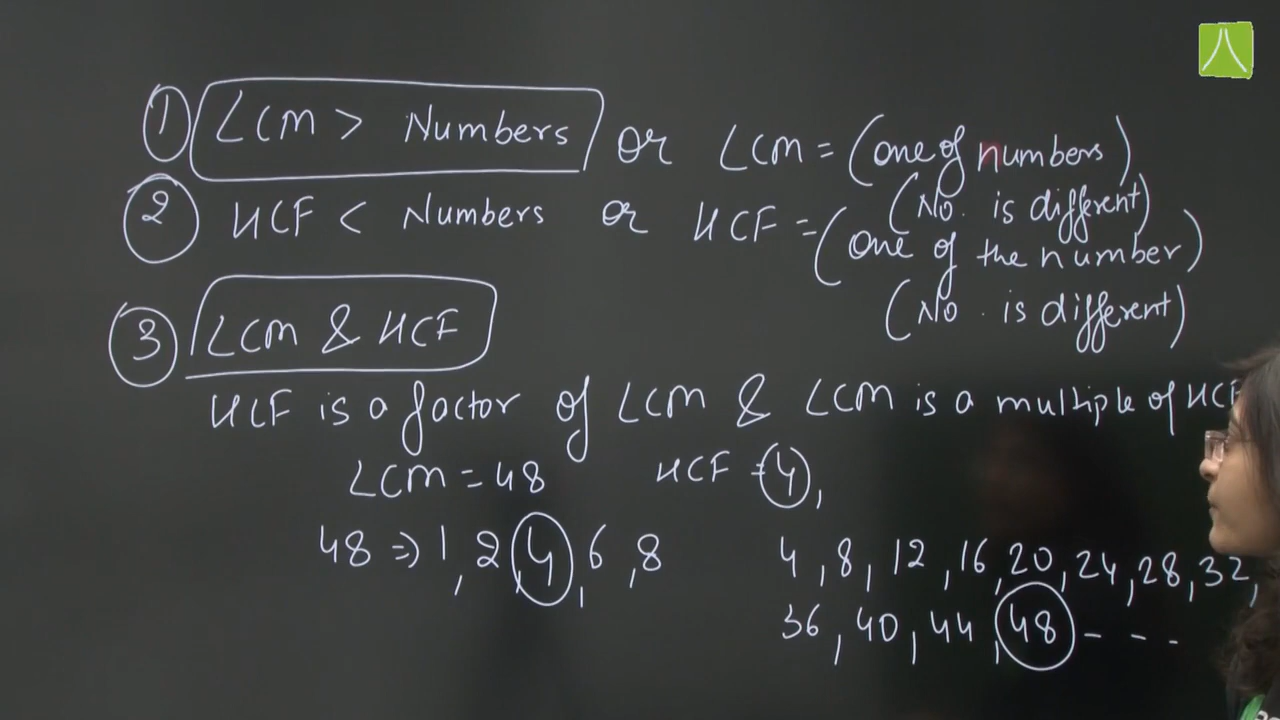 ① LCM > Numbers or LCM = (one of numbers)
(No. is different)
② HCF < Numbers or HCF = (one of the number)
(No. is different)
③ LCM & HCF
HCF is a factor of LCM & LCM is a multiple of HCF
LCM = 48 HCF = 4,
48 ⇒ 1, 2, 4, 6, 8 4, 8, 12, 16, 20, 24, 28, 32,
36, 40, 44, 48 - - -